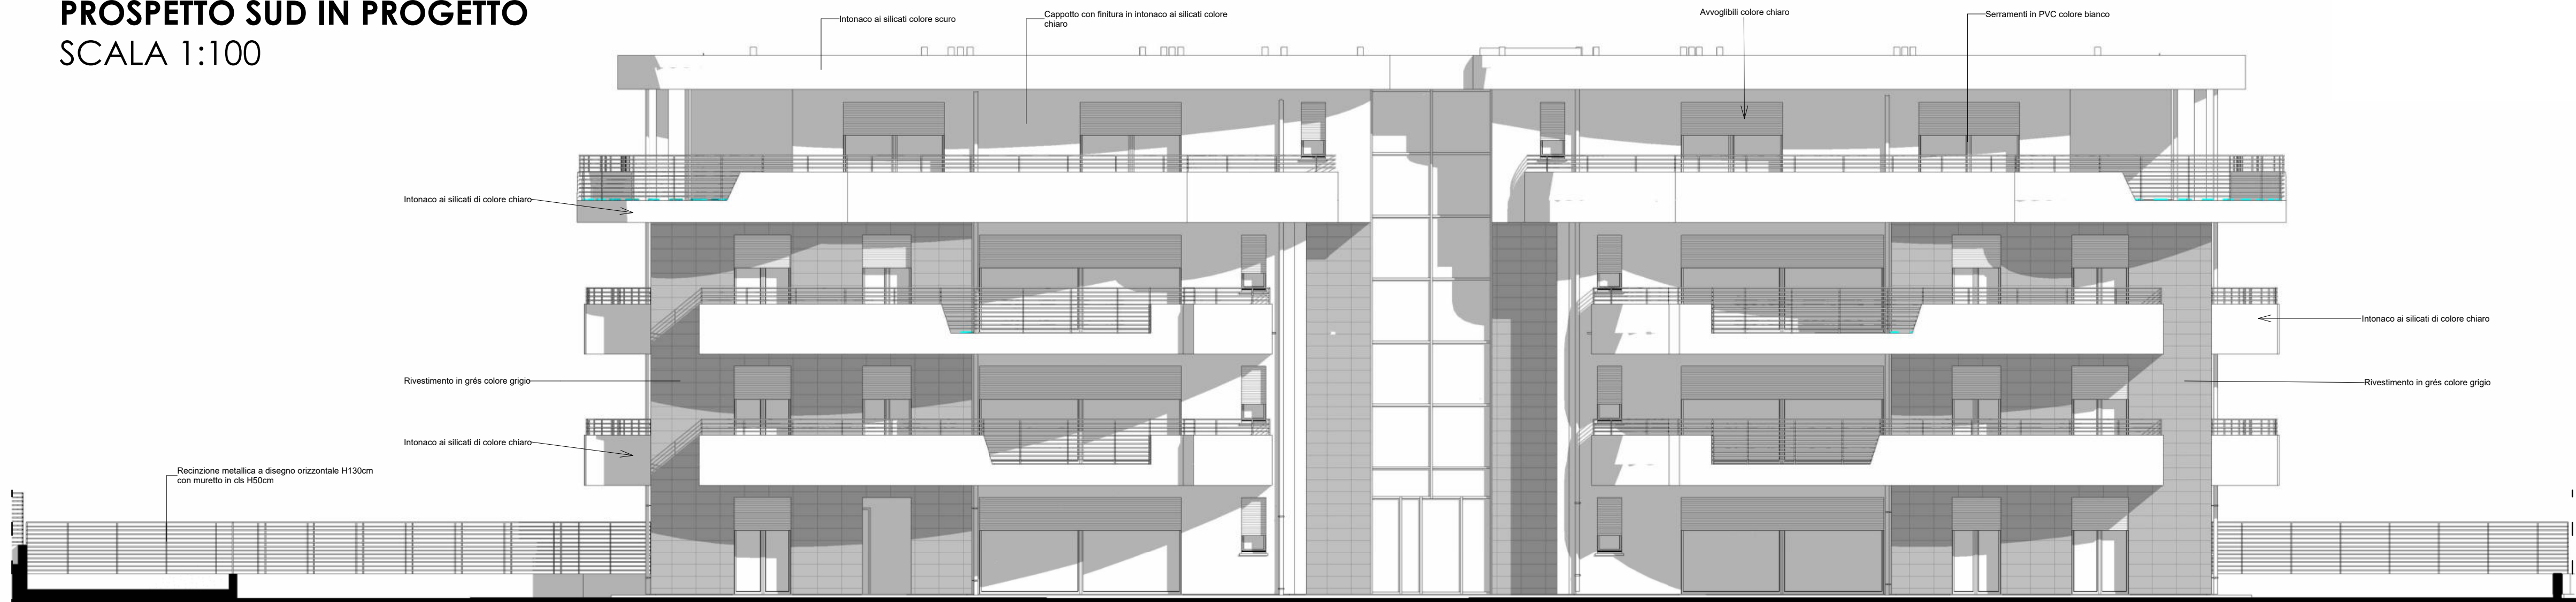 PROSPETTO SUD IN PROGETTO
SCALA 1:100
Intonaco ai silicati colore scuro
Cappotto con finitura in intonaco ai silicati colore
chiaro
Avvoglibili colore chiaro
Serramenti in PVC colore bianco
Intonaco ai silicati di colore chiaro
Intonaco ai silicati di colore chiaro
Rivestimento in grés colore grigio
Rivestimento in grés colore grigio
Intonaco ai silicati di colore chiaro
Recinzione metallica a disegno orizzontale H130cm
con muretto in cls H50cm